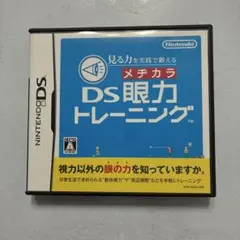 NINTENDO DS
Nintendo
見る力を実践で鍛える
メヂカラ
DS眼力
トレーニング
視力以外の眼の力を知っていますか。